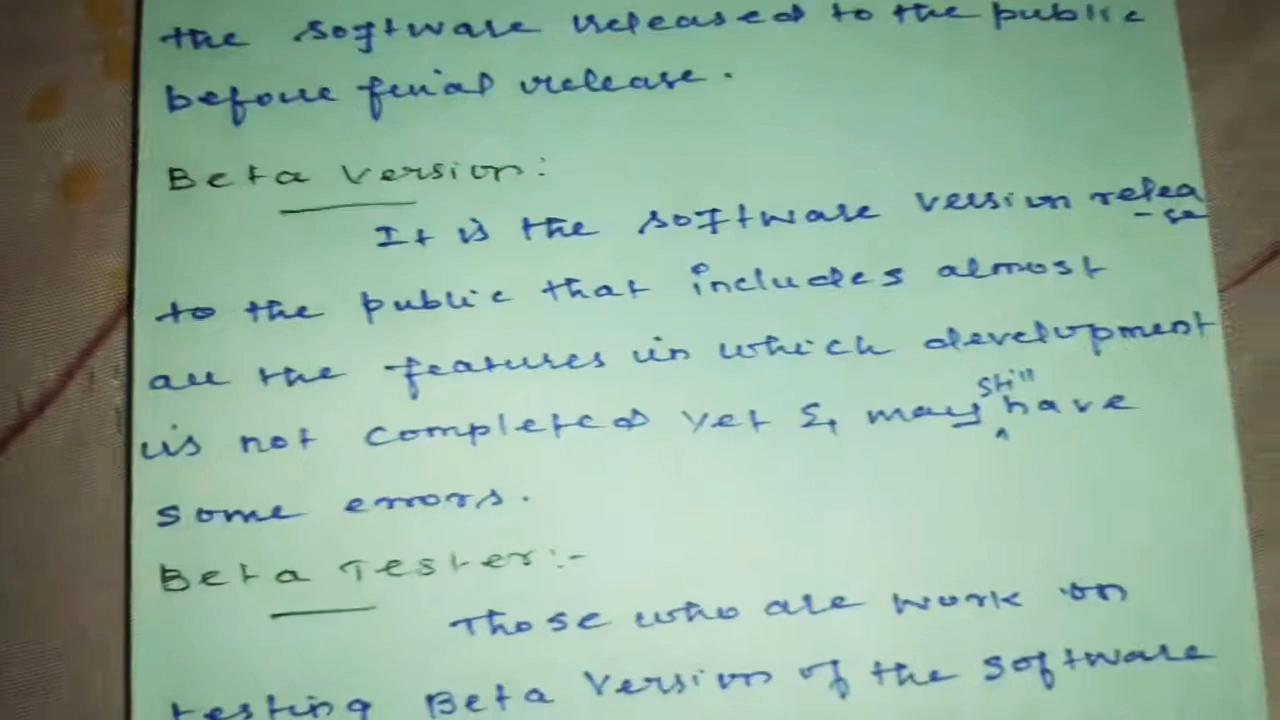 the software released to the public
before finial release.
Beta Version:
It is the software version relea
-se
to the public that includes almost
all the features in which development
is not completed yet & may still have
some errors.
Beta Tester:-
Those who are work on
testing Beta Version of the software